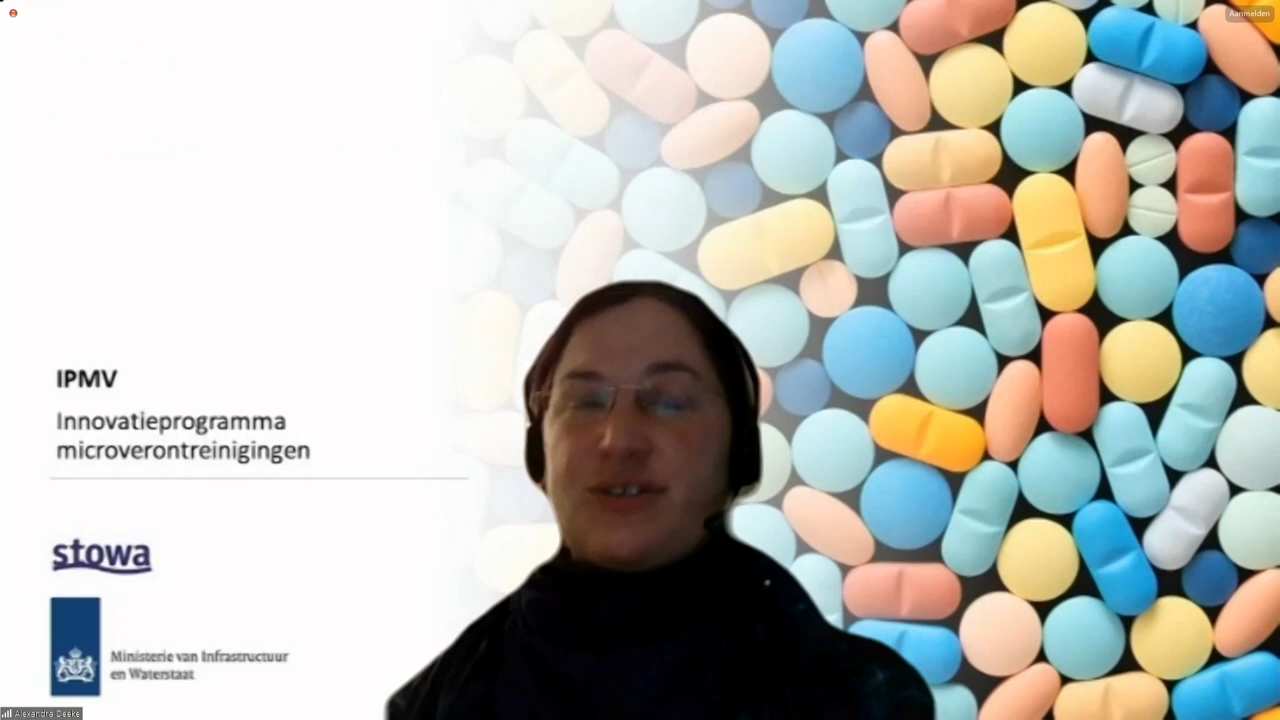 Aanmelden
IPMV
Innovatieprogramma
microverontreinigingen
stowa
Ministerie van Infrastructuur
en Waterstaat
Alexandra Deeke